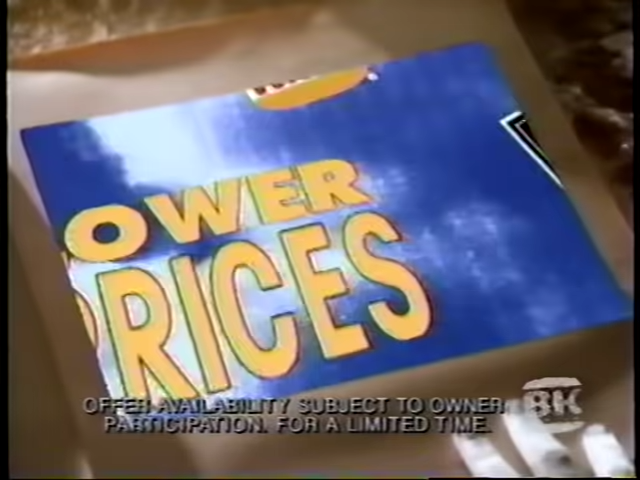 OWER
RICES
OFFER AVAILABILITY SUBJECT TO OWNER
PARTICIPATION. FOR A LIMITED TIME.
BK